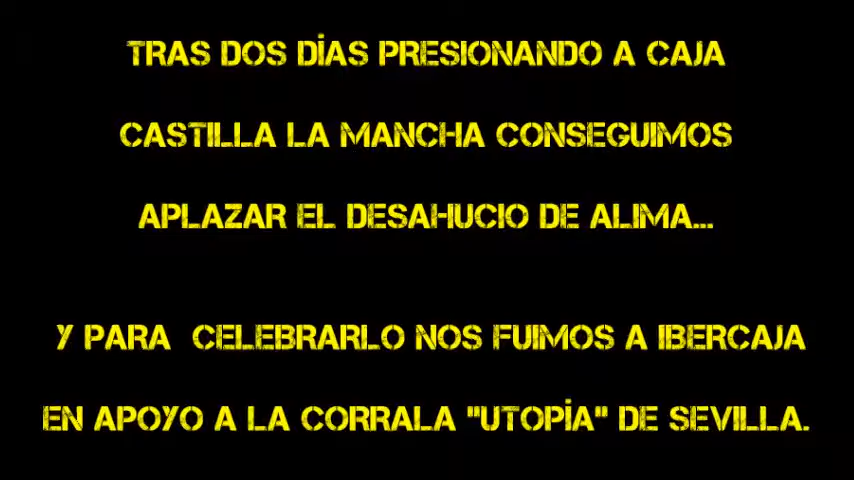 TRAS DOS DÍAS PRESIONANDO A CAJA
CASTILLA LA MANCHA CONSEGUIMOS
APLAZAR EL DESAHUCIO DE ALIMA...
Y PARA CELEBRARLO NOS FUIMOS A IBERCAJA
EN APOYO A LA CORRALA "UTOPÍA" DE SEVILLA.